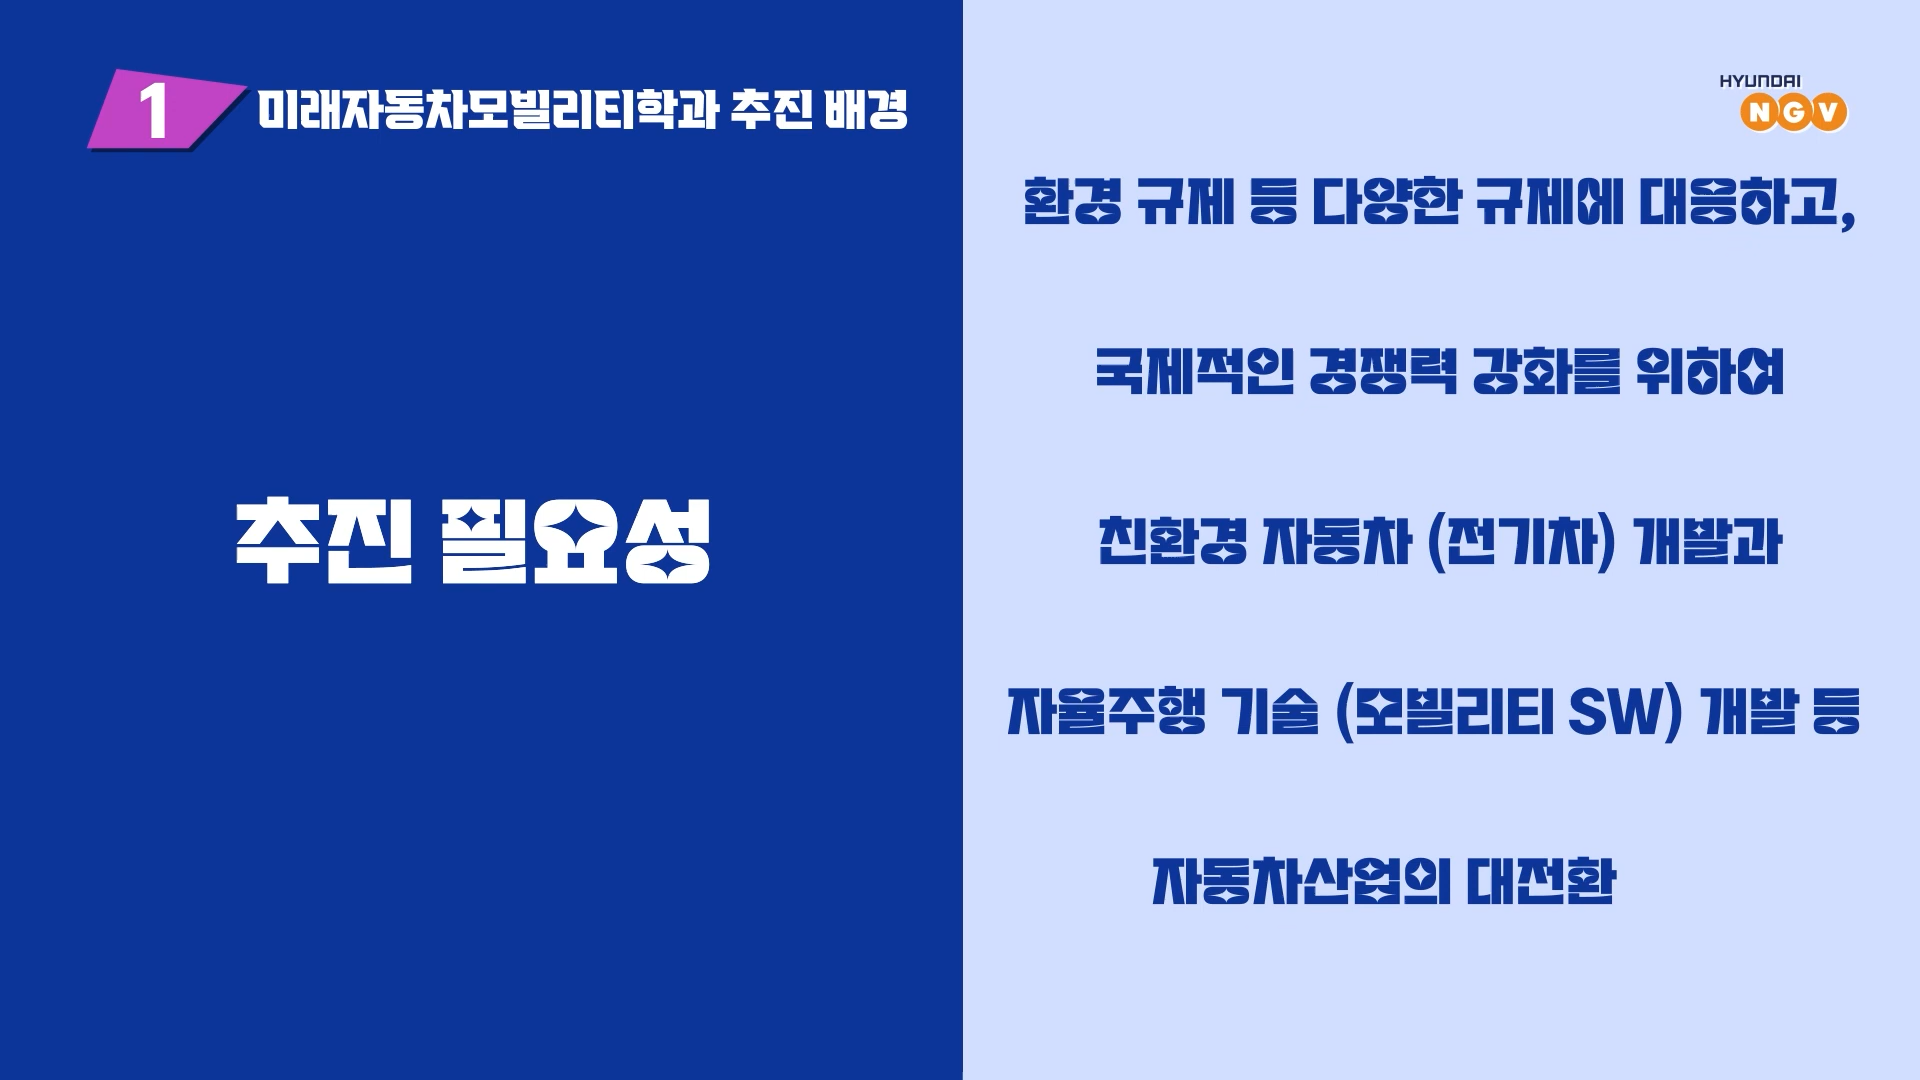 1 미래자동차모빌리티학과 추진 배경
HYUNDAI
NGV
추진 필요성
환경 규제 등 다양한 규제에 대응하고,
국제적인 경쟁력 강화를 위하여
친환경 자동차 (전기차) 개발과
자율주행 기술 (모빌리티 SW) 개발 등
자동차산업의 대전환